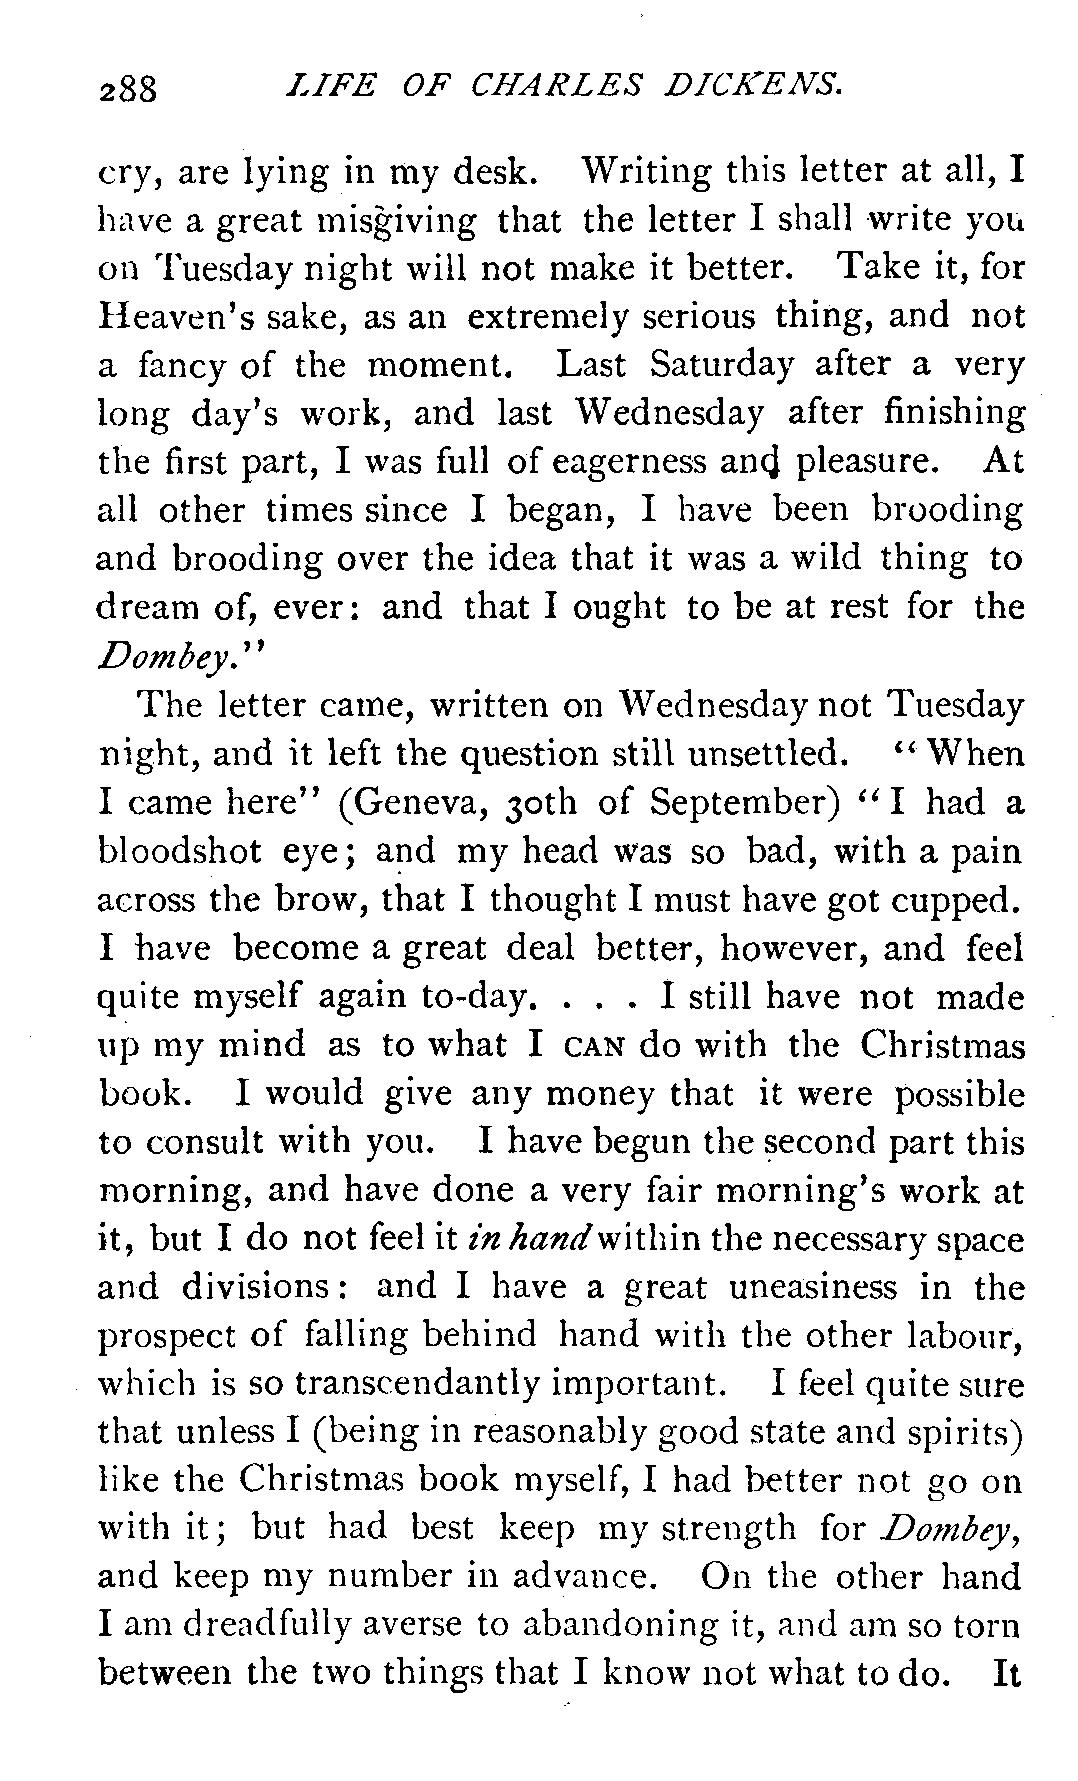 288 LIFE OF CHARLES DICKENS.
cry, are lying in my desk. Writing this letter at all, I
have a great misgiving that the letter I shall write you
on Tuesday night will not make it better. Take it, for
Heaven's sake, as an extremely serious thing, and not
a fancy of the moment. Last Saturday after a very
long day's work, and last Wednesday after finishing
the first part, I was full of eagerness and pleasure. At
all other times since I began, I have been brooding
and brooding over the idea that it was a wild thing to
dream of, ever: and that I ought to be at rest for the
Dombey."
The letter came, written on Wednesday not Tuesday
night, and it left the question still unsettled. "When
I came here" (Geneva, 30th of September) "I had a
bloodshot eye; and my head was so bad, with a pain
across the brow, that I thought I must have got cupped.
I have become a great deal better, however, and feel
quite myself again to-day. . . . I still have not made
up my mind as to what I CAN do with the Christmas
book. I would give any money that it were possible
to consult with you. I have begun the second part this
morning, and have done a very fair morning's work at
it, but I do not feel it in hand within the necessary space
and divisions: and I have a great uneasiness in the
prospect of falling behind hand with the other labour,
which is so transcendantly important. I feel quite sure
that unless I (being in reasonably good state and spirits)
like the Christmas book myself, I had better not go on
with it; but had best keep my strength for Dombey,
and keep my number in advance. On the other hand
I am dreadfully averse to abandoning it, and am so torn
between the two things that I know not what to do. It